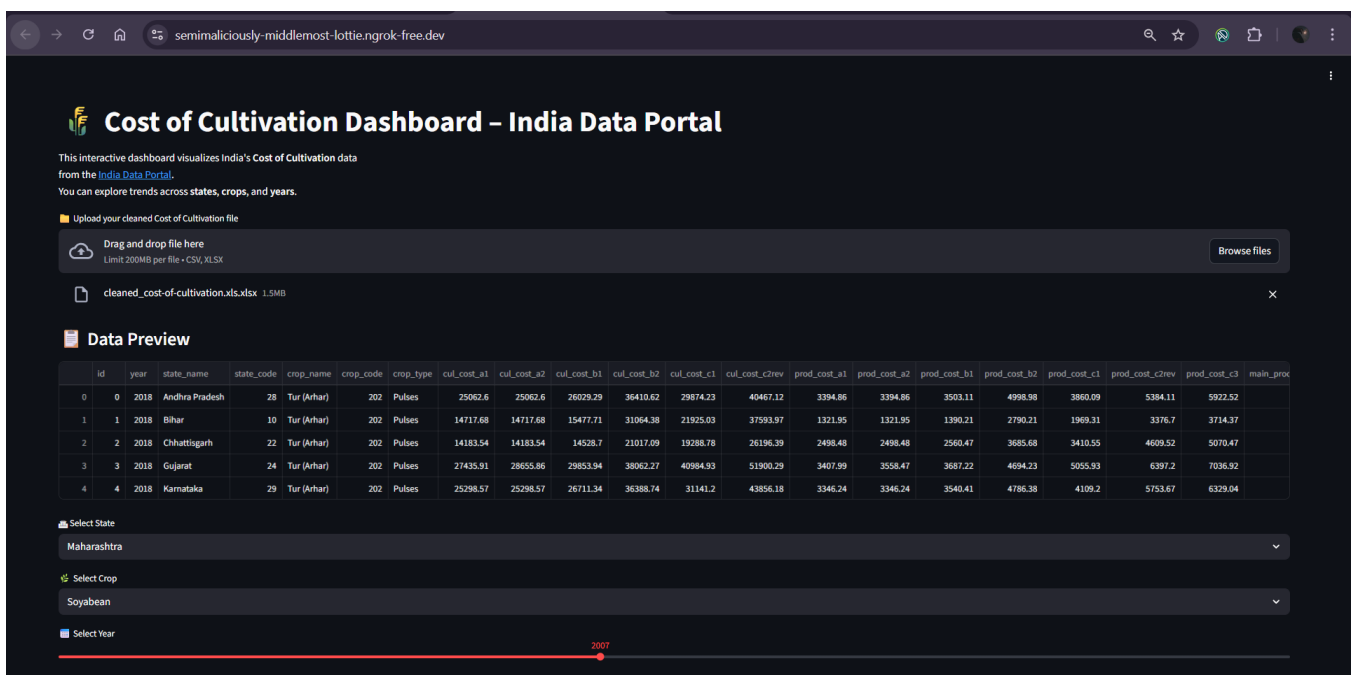 semimaliciously-middlemost-lottie.ngrok-free.dev
Cost of Cultivation Dashboard – India Data Portal
This interactive dashboard visualizes India's Cost of Cultivation data
from the India Data Portal.
You can explore trends across states, crops, and years.
Upload your cleaned Cost of Cultivation file
Drag and drop file here
Limit 200MB per file • CSV, XLSX
Browse files
cleaned_cost-of-cultivation.xls.xlsx 1.5MB
Data Preview
id year state_name state_code crop_name crop_code crop_type cul_cost_a1 cul_cost_a2 cul_cost_b1 cul_cost_b2 cul_cost_c1 cul_cost_c2rev prod_cost_a1 prod_cost_a2 prod_cost_b1 prod_cost_b2 prod_cost_c1 prod_cost_c2rev prod_cost_c3 main_proc
0 0 2018 Andhra Pradesh 28 Tur (Arhar) 202 Pulses 25062.6 25062.6 26029.29 36410.62 29874.23 40467.12 3394.86 3394.86 3503.11 4998.98 3860.09 5384.11 5922.52
1 1 2018 Bihar 10 Tur (Arhar) 202 Pulses 14717.68 14717.68 15477.71 31064.38 21925.03 37593.97 1321.95 1321.95 1390.21 2790.21 1969.31 3376.7 3714.37
2 2 2018 Chhattisgarh 22 Tur (Arhar) 202 Pulses 14183.54 14183.54 14528.7 21017.09 19288.78 26196.39 2498.48 2498.48 2560.47 3685.68 3410.55 4609.52 5070.47
3 3 2018 Gujarat 24 Tur (Arhar) 202 Pulses 27435.91 28655.86 29853.94 38062.27 40984.93 51900.29 3407.99 3558.47 3687.22 4694.23 5055.93 6397.2 7036.92
4 4 2018 Karnataka 29 Tur (Arhar) 202 Pulses 25298.57 25298.57 26711.34 36388.74 31141.2 43856.18 3346.24 3346.24 3540.41 4786.38 4109.2 5753.67 6329.04
Select State
Maharashtra
Select Crop
Soyabean
Select Year
2007